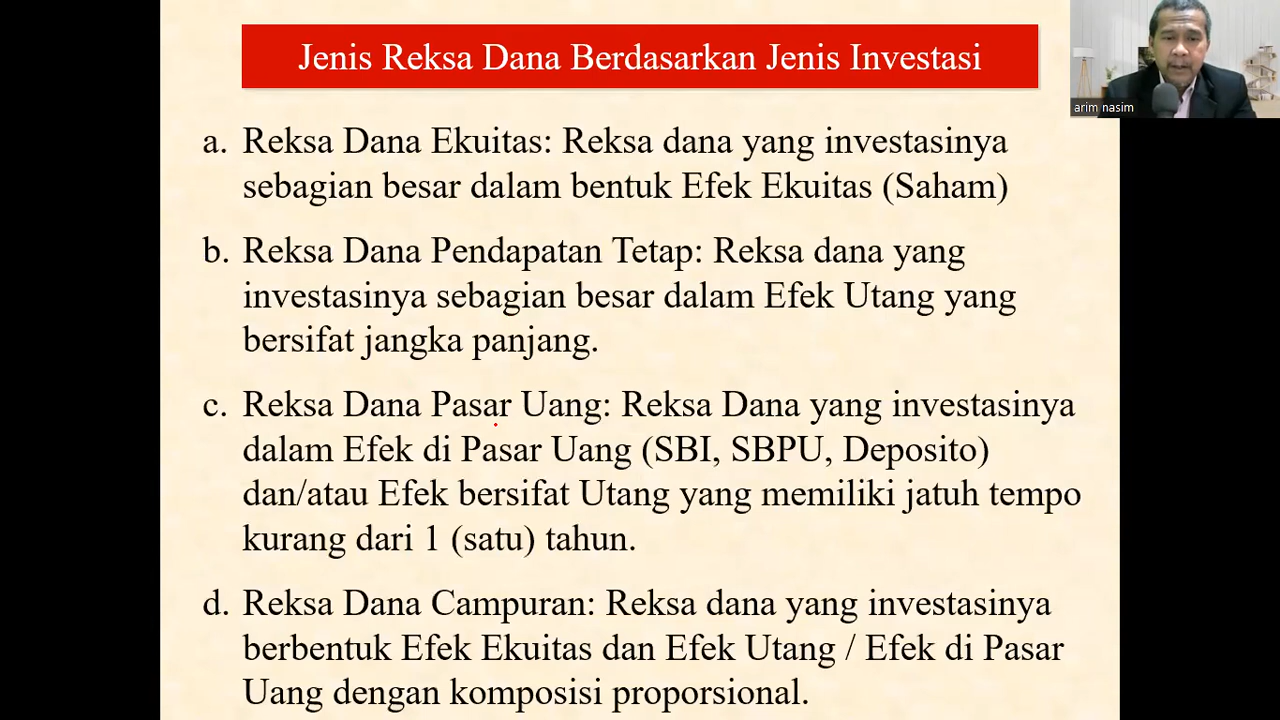 Jenis Reksa Dana Berdasarkan Jenis Investasi
arim nasim
a. Reksa Dana Ekuitas: Reksa dana yang investasinya
sebagian besar dalam bentuk Efek Ekuitas (Saham)
b. Reksa Dana Pendapatan Tetap: Reksa dana yang
investasinya sebagian besar dalam Efek Utang yang
bersifat jangka panjang.
c. Reksa Dana Pasar Uang: Reksa Dana yang investasinya
dalam Efek di Pasar Uang (SBI, SBPU, Deposito)
dan/atau Efek bersifat Utang yang memiliki jatuh tempo
kurang dari 1 (satu) tahun.
d. Reksa Dana Campuran: Reksa dana yang investasinya
berbentuk Efek Ekuitas dan Efek Utang / Efek di Pasar
Uang dengan komposisi proporsional.